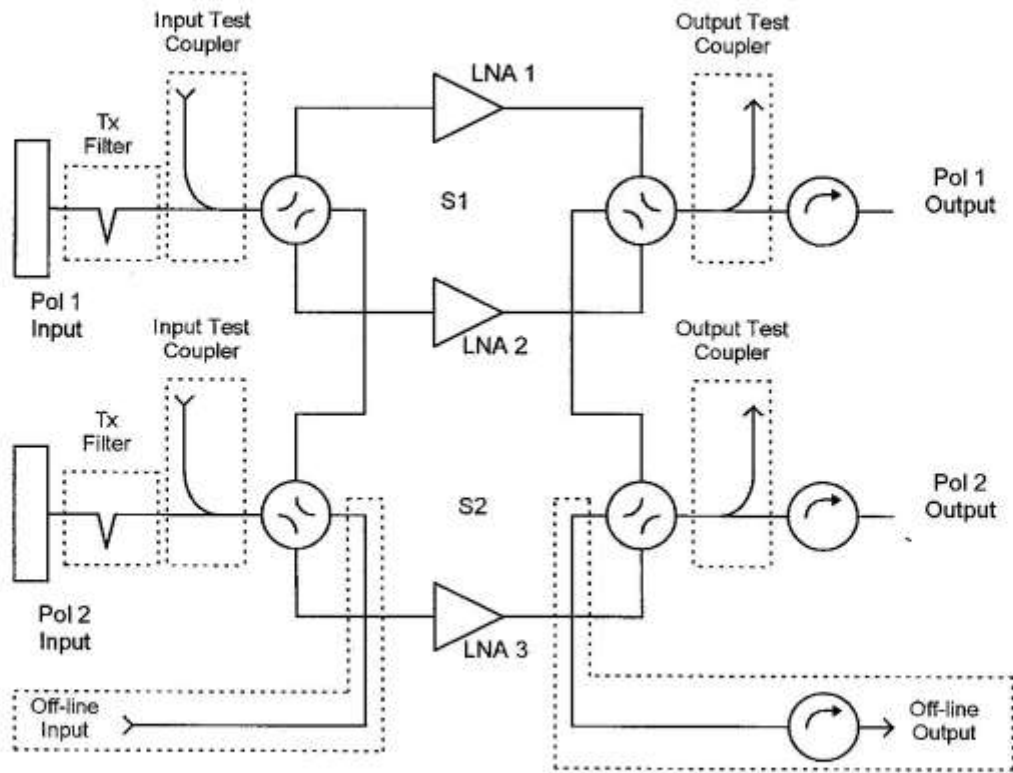 Input Test
Coupler
Output Test
Coupler
LNA 1
Tx
Filter
S1
Pol 1
Output
Pol 1
Input
LNA 2
Input Test
Coupler
Output Test
Coupler
Tx
Filter
S2
Pol 2
Output
Pol 2
Input
LNA 3
Off-line
Input
Off-line
Output